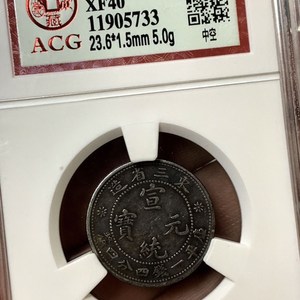 XF40
ACG
11905733
23.6*1.5mm 5.0g
中空
造省三東
宣
寶 元
統
庫平一錢四分四釐